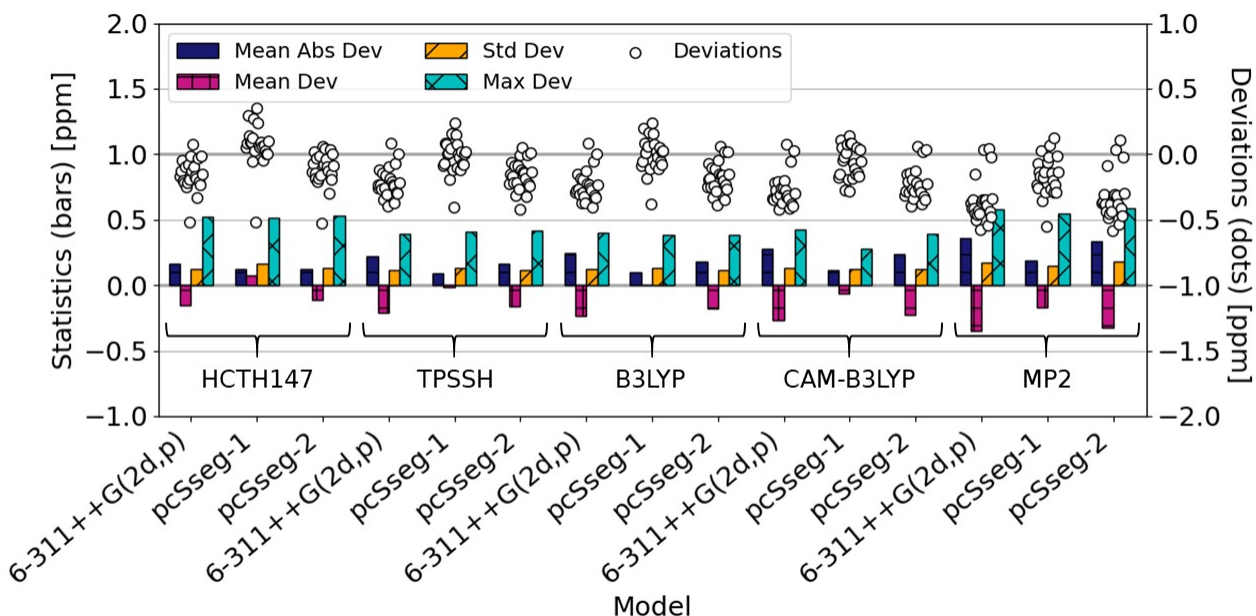 Mean Abs Dev
Mean Dev
Std Dev
Max Dev
Deviations
Statistics (bars) [ppm]
2.0
1.5
1.0
0.5
0.0
−0.5
−1.0
Deviations (dots) [ppm]
1.0
0.5
0.0
−0.5
−1.0
−1.5
−2.0
HCTH147
TPSSH
B3LYP
CAM-B3LYP
MP2
6-311++G(2d,p)
pcSseg-1
pcSseg-2
6-311++G(2d,p)
pcSseg-1
pcSseg-2
6-311++G(2d,p)
pcSseg-1
pcSseg-2
6-311++G(2d,p)
pcSseg-1
pcSseg-2
6-311++G(2d,p)
pcSseg-1
pcSseg-2
Model